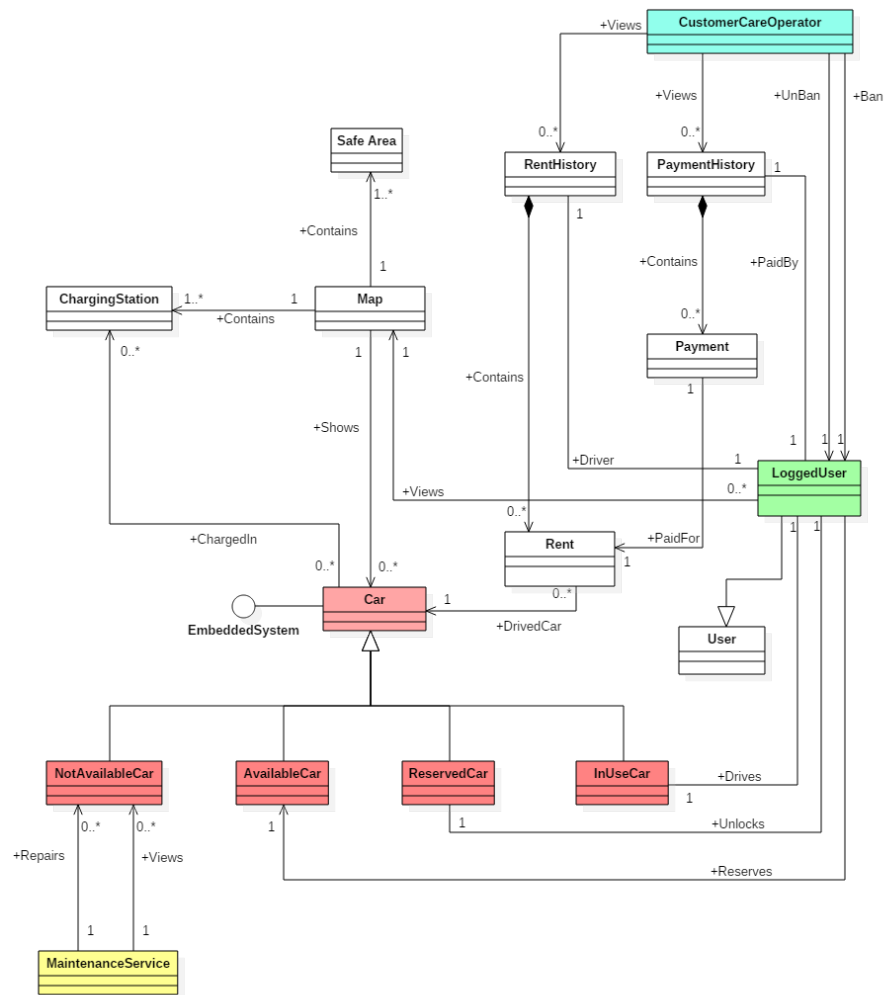 CustomerCareOperator
+Views
+Views
+UnBan
+Ban
0..*
0..*
Safe Area
RentHistory
PaymentHistory
1
1..*
1
+Contains
+Contains
+PaidBy
1
ChargingStation
1..*
1
Map
+Contains
0..*
0..*
1
1
Payment
+Contains
1
+Shows
1
1
1
+Driver
1
LoggedUser
+Views
0..*
0..*
+ChargedIn
Rent
+PaidFor
1
1
1
0..*
0..*
0..*
Car
1
EmbeddedSystem
+DrivedCar
User
NotAvailableCar
AvailableCar
ReservedCar
InUseCar
+Drives
1
0..*
0..*
1
1
+Unlocks
+Repairs
+Views
+Reserves
1
1
MaintenanceService